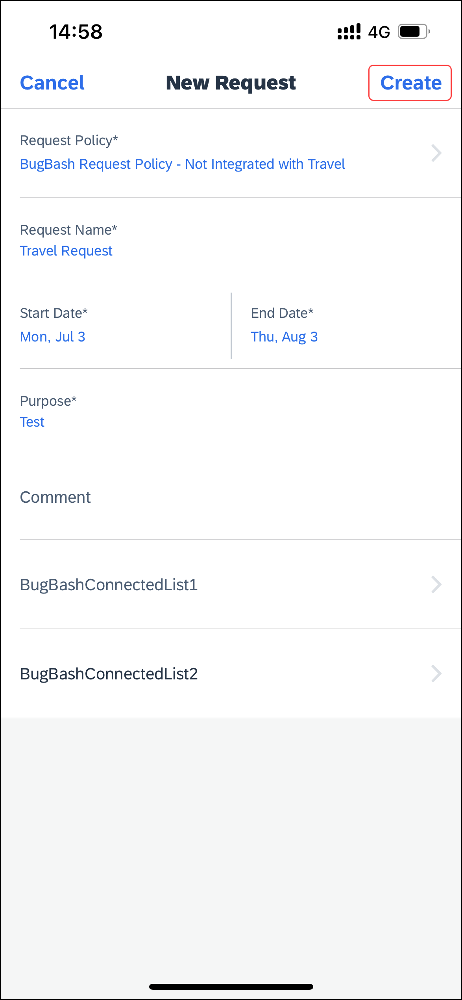 14:58 4G
Cancel New Request Create
Request Policy*
BugBash Request Policy - Not Integrated with Travel
Request Name*
Travel Request
Start Date* End Date*
Mon, Jul 3 Thu, Aug 3
Purpose*
Test
Comment
BugBashConnectedList1
BugBashConnectedList2